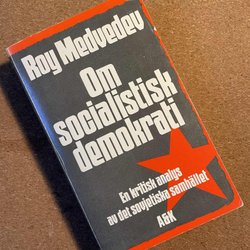 Roy Medvedev
Om
socialistisk
demokrati
En kritisk analys
av det sovjetiska samhället
A&K